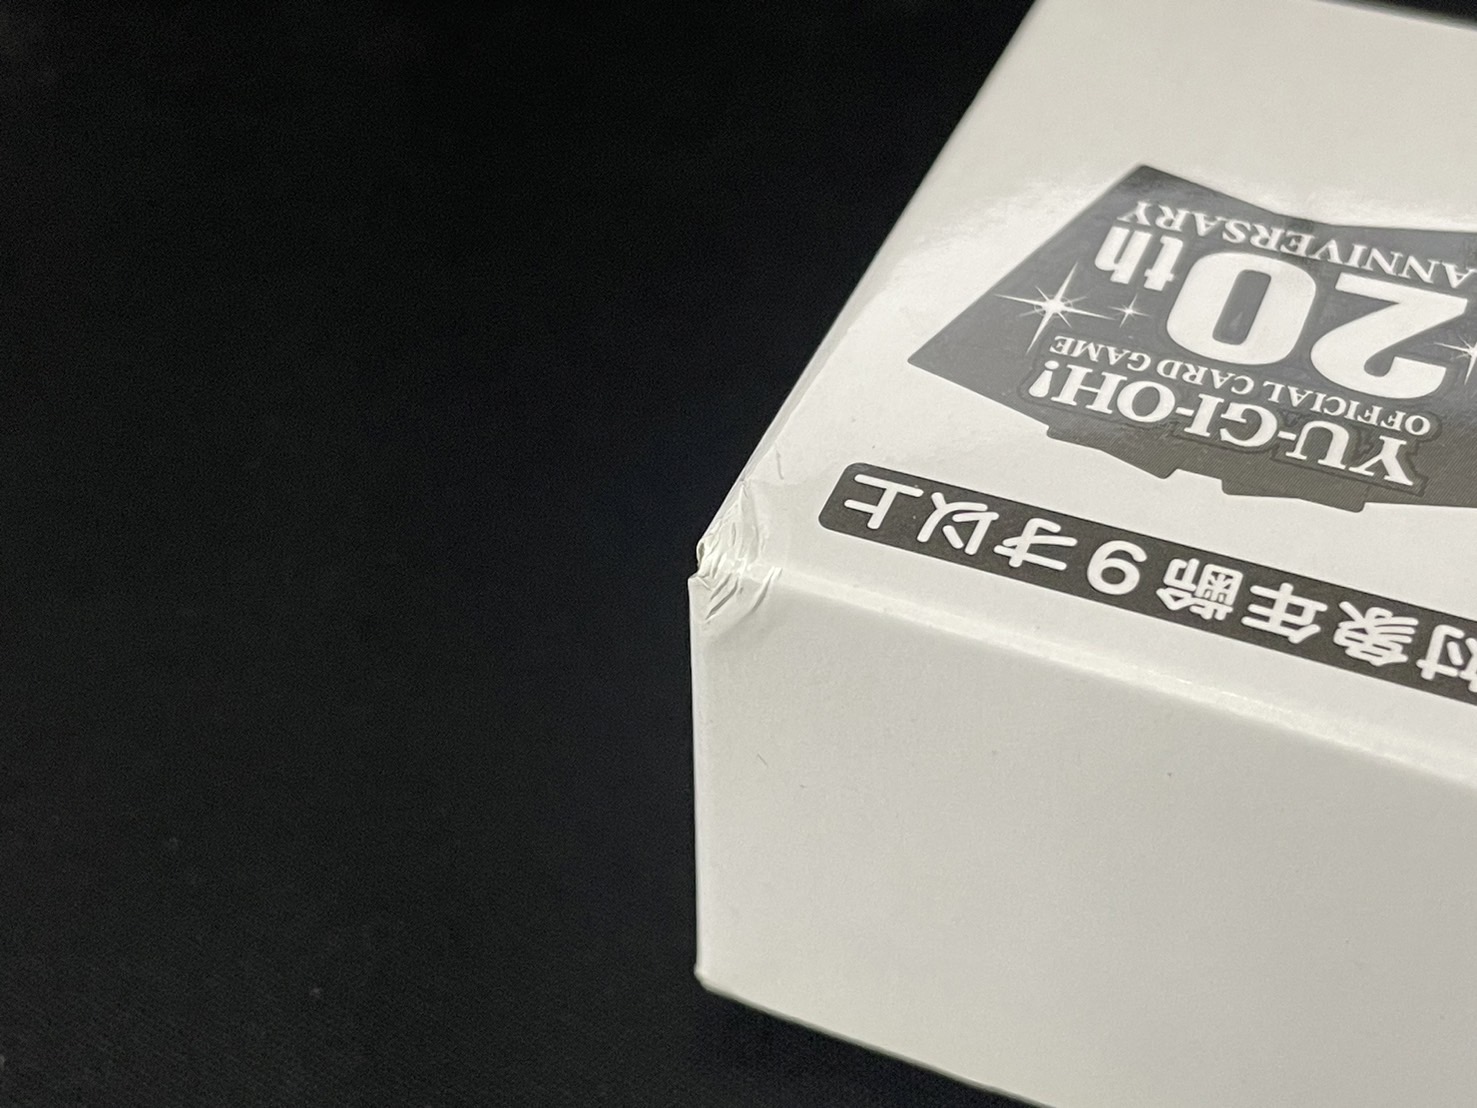 YU-GI-OH!
OFFICIAL CARD GAME
20th
ANNIVERSARY
対象年齢9才以上